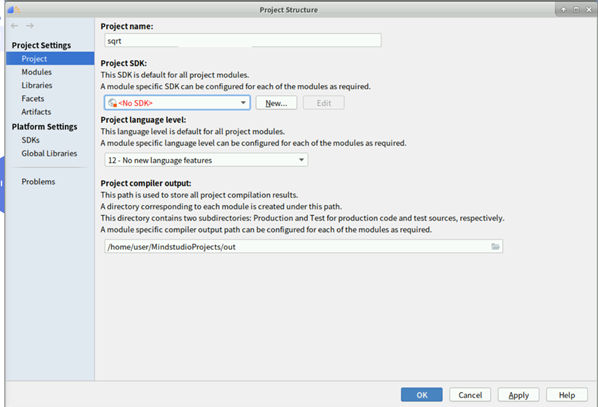 Project Structure
Project name:
sqrt
Project Settings
Project
Modules
Libraries
Facets
Artifacts
Platform Settings
SDKs
Global Libraries
Problems
Project SDK:
This SDK is default for all project modules.
A module specific SDK can be configured for each of the modules as required.
<No SDK>
New...
Edit
Project language level:
This language level is default for all project modules.
A module specific language level can be configured for each of the modules as required.
12 - No new language features
Project compiler output:
This path is used to store all project compilation results.
A directory corresponding to each module is created under this path.
This directory contains two subdirectories: Production and Test for production code and test sources, respectively.
A module specific compiler output path can be configured for each of the modules as required.
/home/user/MindstudioProjects/out
OK
Cancel
Apply
Help